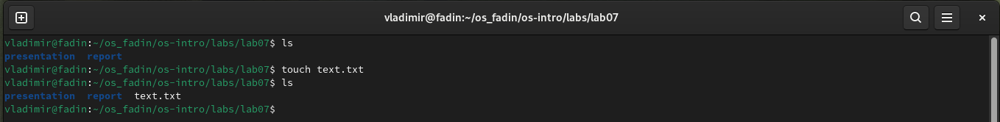 vladimir@fadin:~/os_fadin/os-intro/labs/lab07
vladimir@fadin:~/os_fadin/os-intro/labs/lab07$ ls
presentation  report
vladimir@fadin:~/os_fadin/os-intro/labs/lab07$ touch text.txt
vladimir@fadin:~/os_fadin/os-intro/labs/lab07$ ls
presentation  report  text.txt
vladimir@fadin:~/os_fadin/os-intro/labs/lab07$